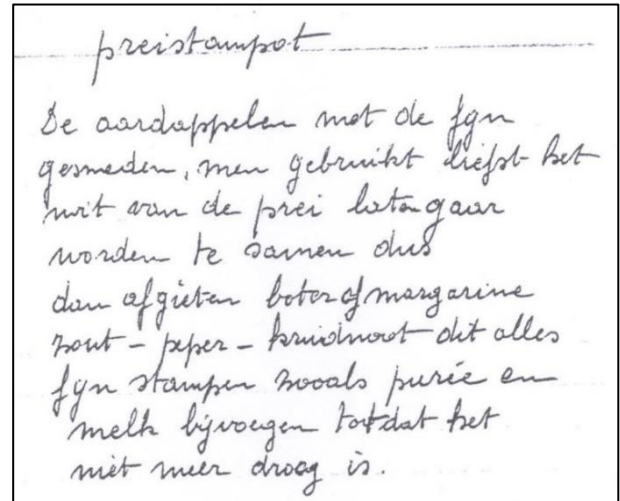 preistampot
De aardappelen met de fyn
gesneden, men gebruikt liefst het
wit van de prei laten gaar
worden te samen dus
dan afgieten boter of margarine
zout - peper - kruidnoot dit alles
fyn stampen zooals purée en
melk bijvoegen totdat het
niet meer droog is.